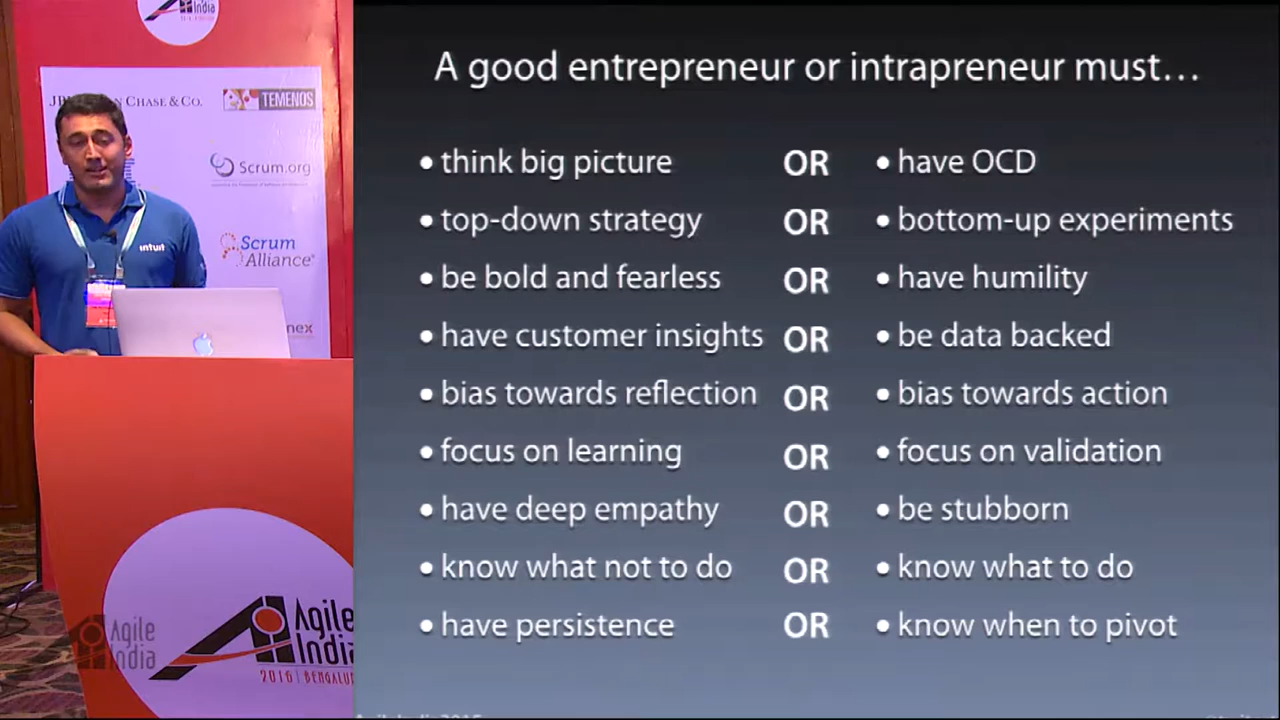 India
TEMENOS
CHASE & CO.
Scrum.org
Scrum
Alliance
intuit
Agile
India
2016 | BENGALU
Agile
India
A good entrepreneur or intrapreneur must...
• think big picture OR • have OCD
• top-down strategy OR • bottom-up experiments
• be bold and fearless OR • have humility
• have customer insights OR • be data backed
• bias towards reflection OR • bias towards action
• focus on learning OR • focus on validation
• have deep empathy OR • be stubborn
• know what not to do OR • know what to do
• have persistence OR • know when to pivot